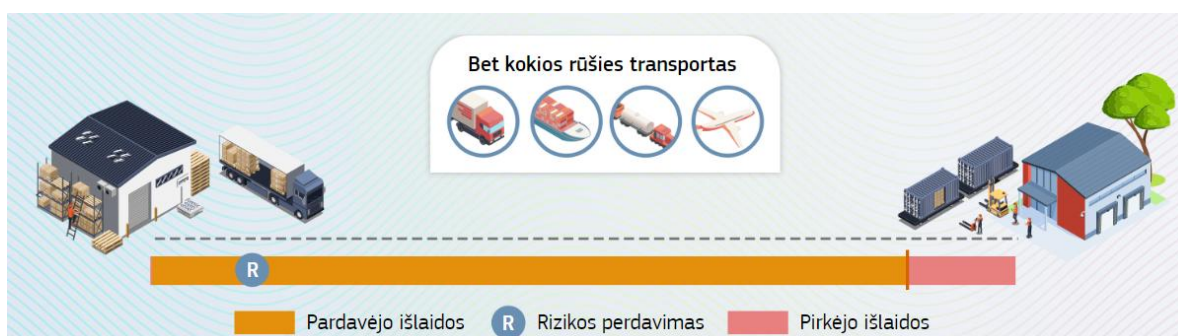 Bet kokios rūšies transportas
R
Pardavėjo išlaidos R Rizikos perdavimas Pirkėjo išlaidos